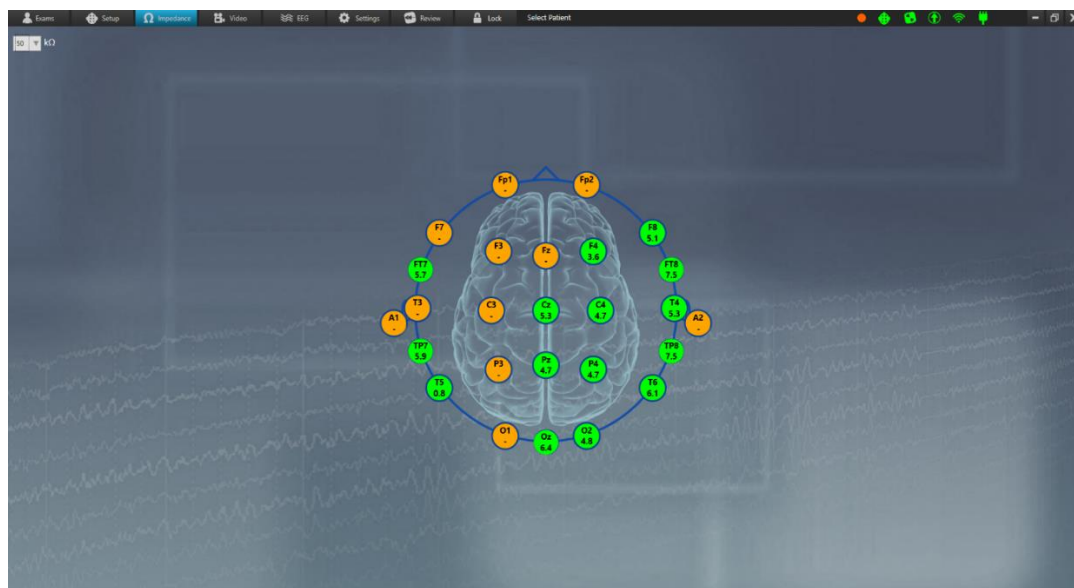 Exams Setup Impedance Video EEG Settings Review Lock Select Patient
50 kΩ
Fp1 Fp2
- -
F7 F8
- 5.1
F3 Fz F4
- - 3.6
FT7 FT8
5.7 7.5
T3 C3 Cz C4 T4
- - 5.3 4.7 5.3
A1 A2
- -
TP7 TP8
5.9 7.5
P3 Pz P4
- 4.7 4.7
T5 T6
0.8 6.1
O1 Oz O2
- 6.4 4.8